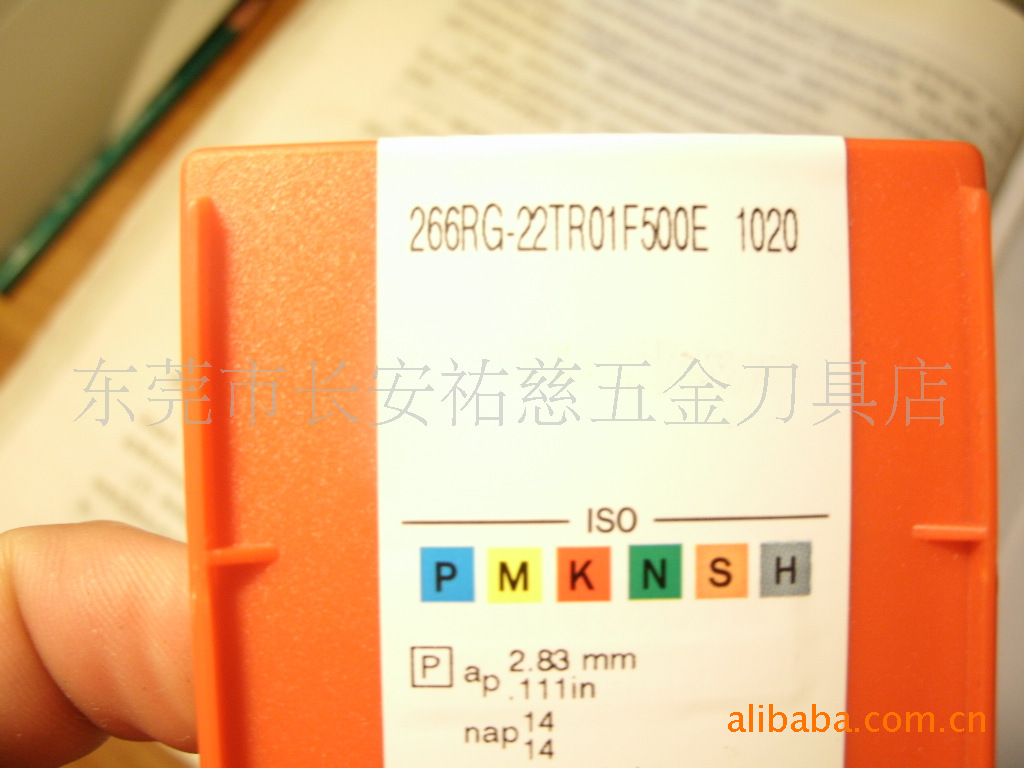 266RG-22TR01F500E 1020
东莞市长安祐慈五金刀具店
ISO
P M K N S H
P ap 2.83 mm
.111in
nap 14
14
alibaba.com.cn